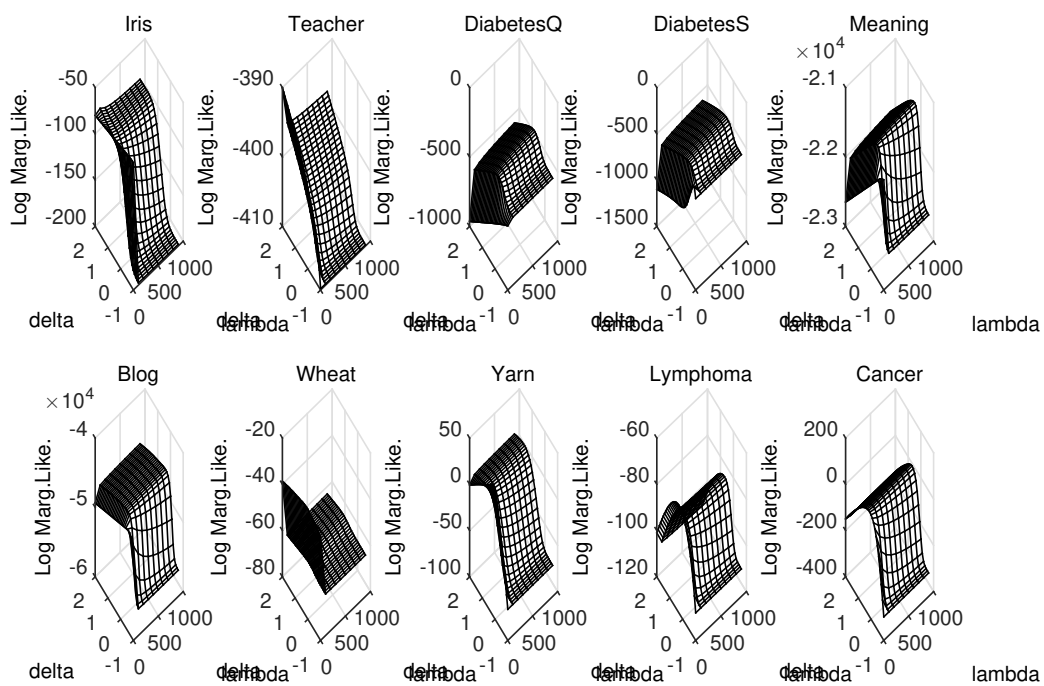 Iris
Log Marg.Like.
-50
-100
-150
-200
2
1
0
-1
delta
0
500
1000
lambda
Teacher
Log Marg.Like.
-390
-400
-410
2
1
0
-1
delta
0
500
1000
lambda
DiabetesQ
Log Marg.Like.
0
-500
-1000
2
1
0
-1
delta
0
500
1000
lambda
DiabetesS
Log Marg.Like.
0
-500
-1000
-1500
2
1
0
-1
delta
0
500
1000
lambda
Meaning
×10^4
Log Marg.Like.
-2.1
-2.2
-2.3
2
1
0
-1
delta
0
500
1000
lambda
Blog
×10^4
Log Marg.Like.
-4
-5
-6
2
1
0
-1
delta
0
500
1000
lambda
Wheat
Log Marg.Like.
-20
-40
-60
-80
2
1
0
-1
delta
0
500
1000
lambda
Yarn
Log Marg.Like.
50
0
-50
-100
2
1
0
-1
delta
0
500
1000
lambda
Lymphoma
Log Marg.Like.
-60
-80
-100
-120
2
1
0
-1
delta
0
500
1000
lambda
Cancer
Log Marg.Like.
200
0
-200
-400
2
1
0
-1
delta
0
500
1000
lambda